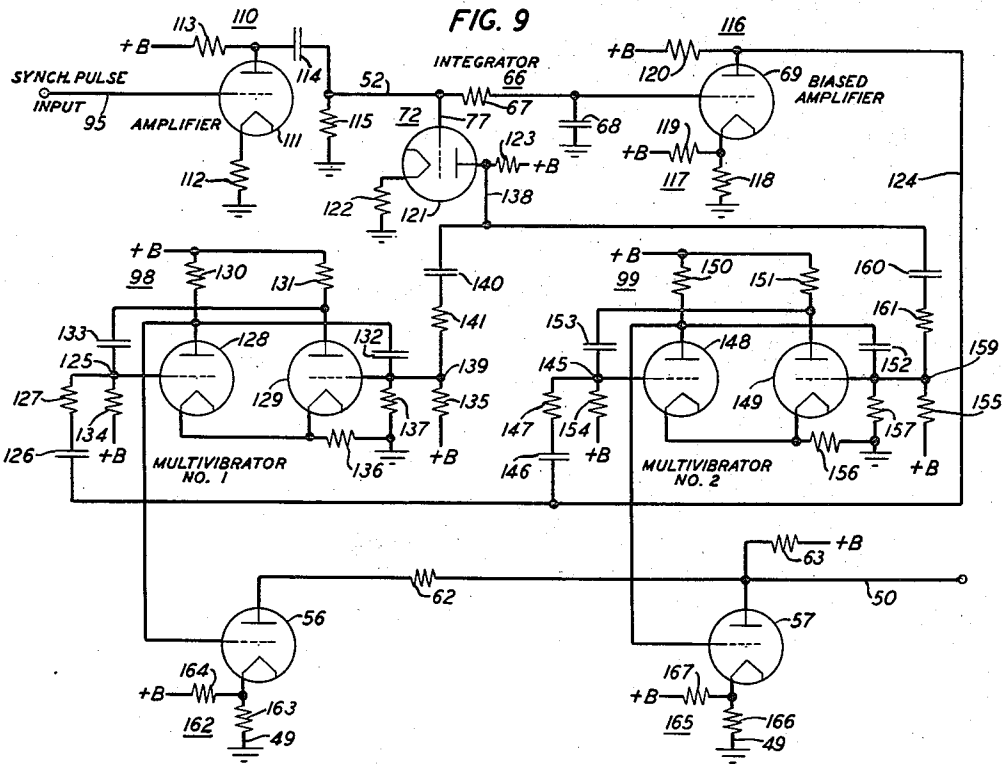 FIG. 9
113 110 116
+B +B
114 120 69
SYNCH. PULSE INPUT
INTEGRATOR
66
BIASED AMPLIFIER
52
95 AMPLIFIER 111 115 72 77 67 68
119
123
+B +B
112 117 118 124
122 121 138
+B +B
98 130 131 140 99 150 151 160
133 128 132 141 153 148 152 161
125 129 139 145 149 159
127 134 137 135 147 154 157 155
126 +B 136 +B 146 +B 156 +B
MULTIVIBRATOR NO. 1
MULTIVIBRATOR NO. 2
63 +B
62 50
56 57
164 167
+B +B
163 166
162 49 165 49